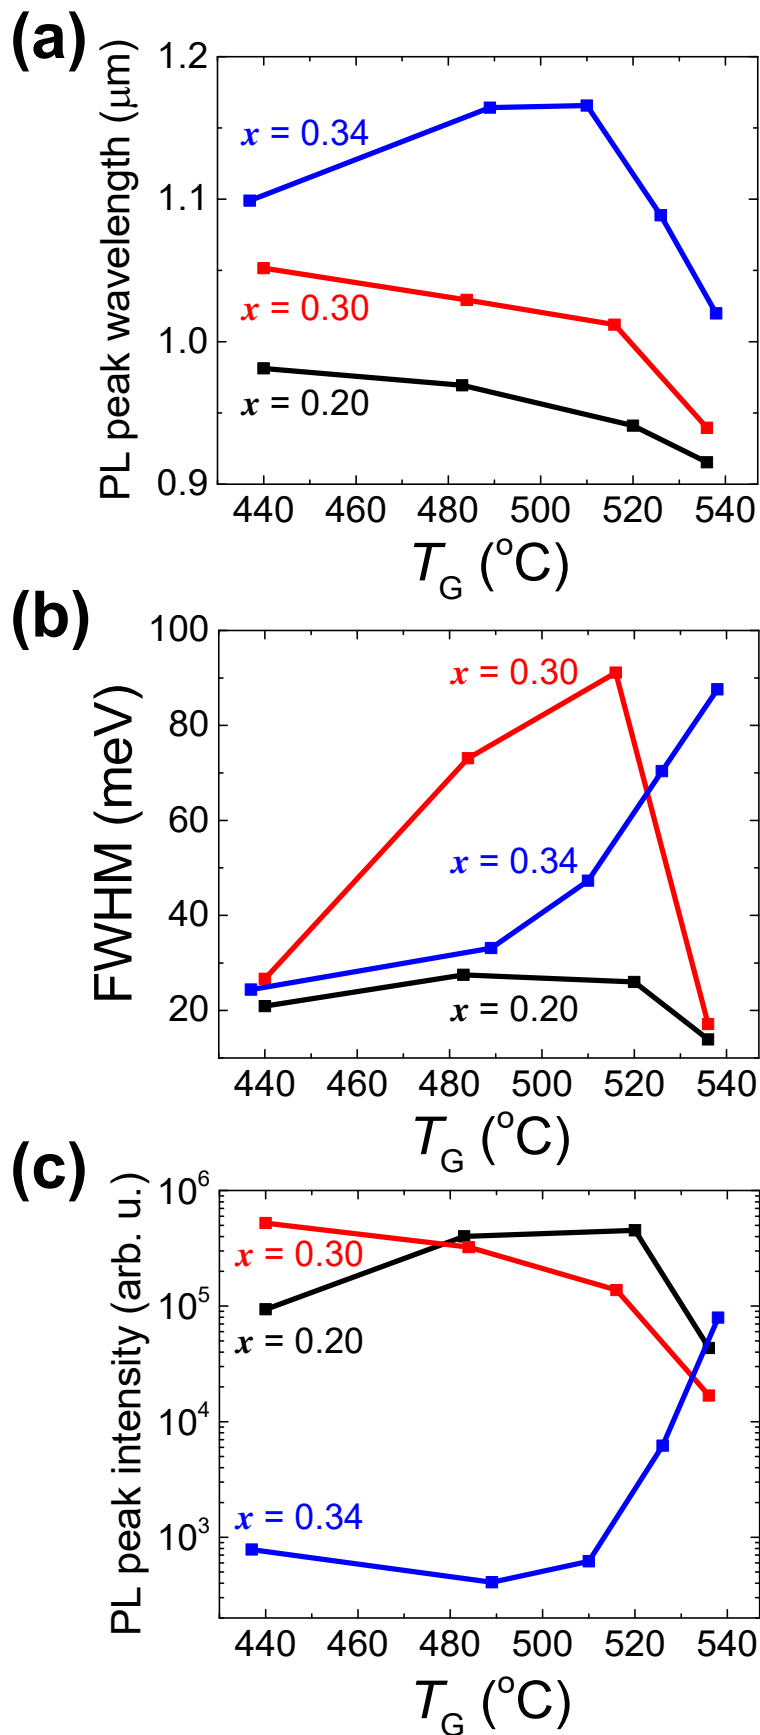 (a)
PL peak wavelength (μm)
1.2
1.1
1.0
0.9
x = 0.34
x = 0.30
x = 0.20
440 460 480 500 520 540
T_G (°C)
(b)
FWHM (meV)
100
80
60
40
20
x = 0.30
x = 0.34
x = 0.20
440 460 480 500 520 540
T_G (°C)
(c)
PL peak intensity (arb. u.)
10^6
10^5
10^4
10^3
x = 0.30
x = 0.20
x = 0.34
440 460 480 500 520 540
T_G (°C)